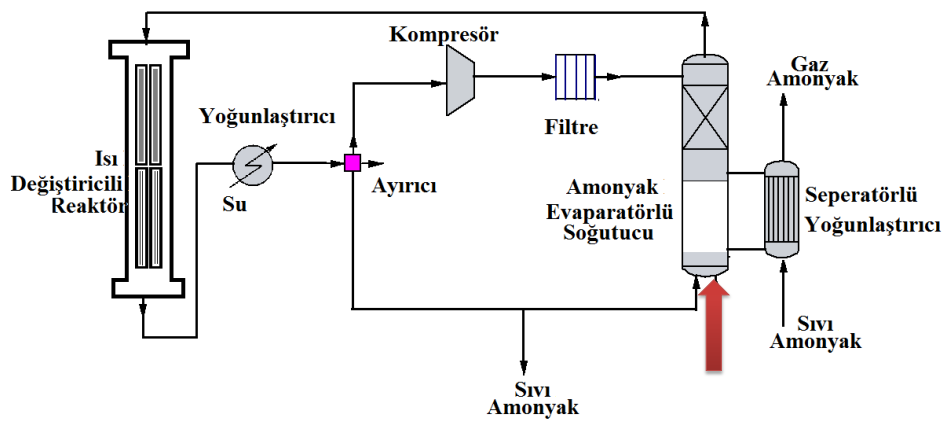 Kompresör
Gaz
Amonyak
Yoğunlaştırıcı
Filtre
Isı
Değiştiricili
Reaktör
Ayırıcı
Su
Amonyak
Evaparatörlü
Soğutucu
Seperatörlü
Yoğunlaştırıcı
Sıvı
Amonyak
Sıvı
Amonyak